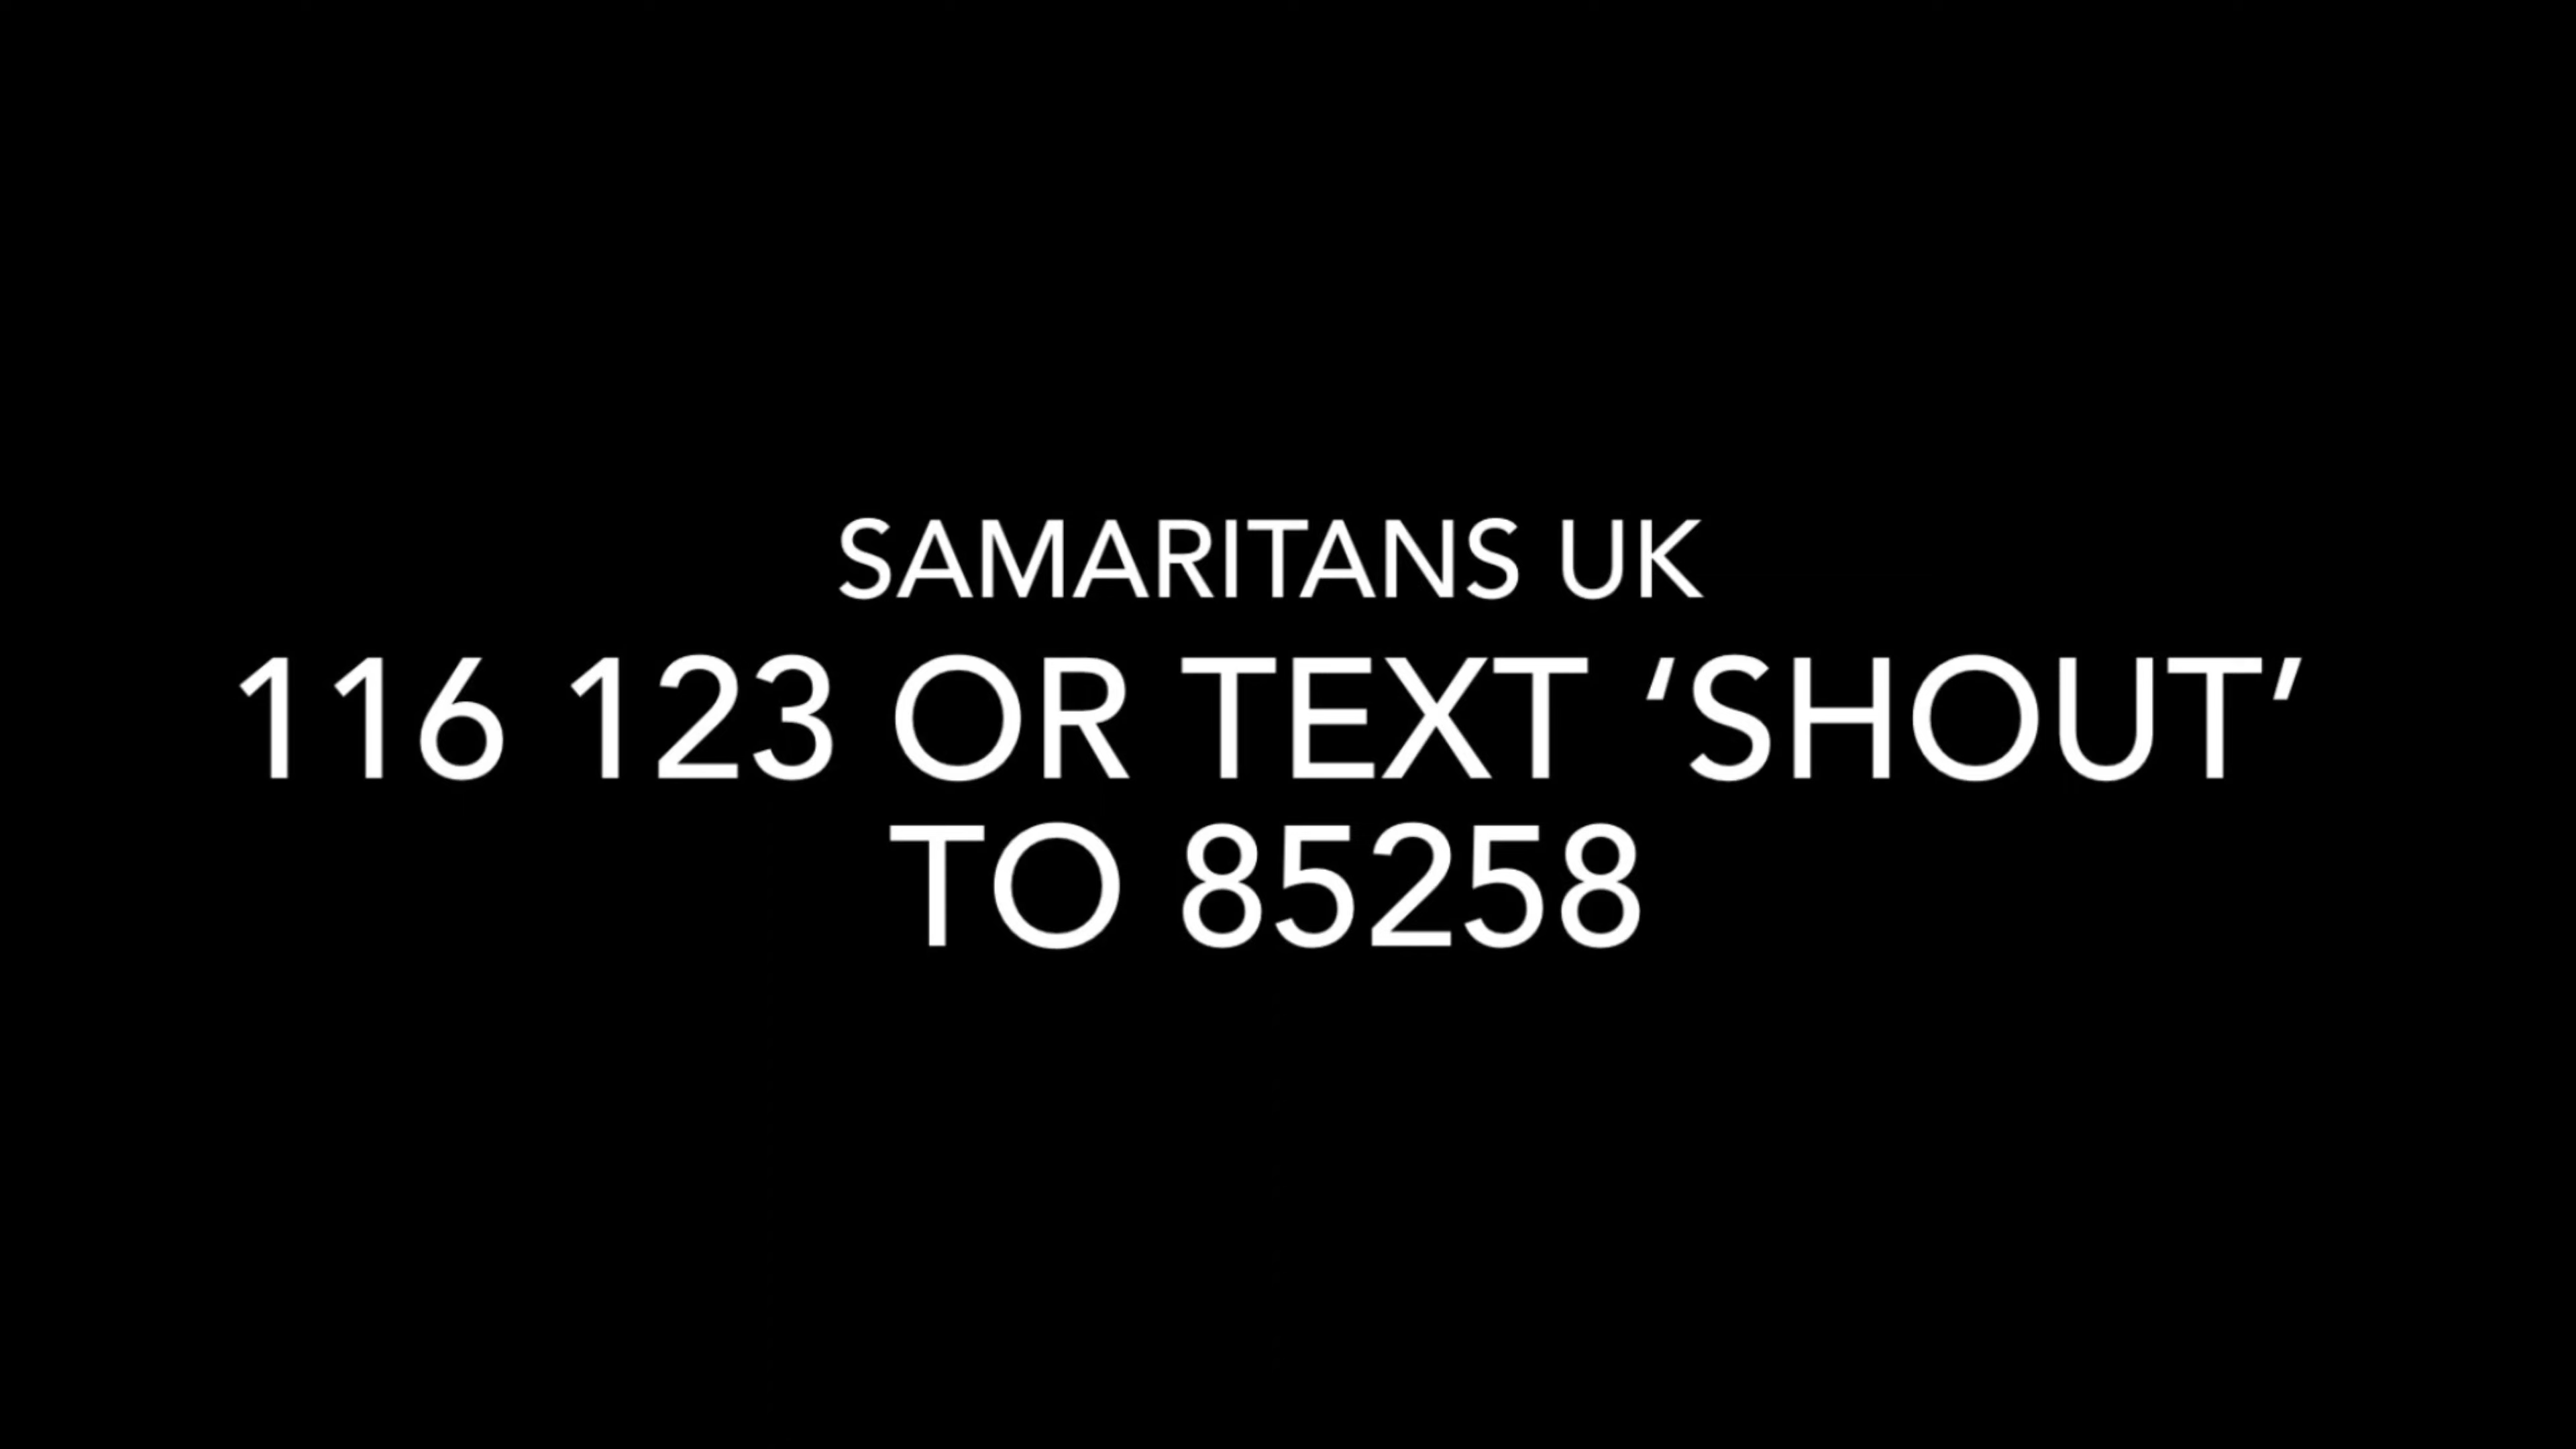 SAMARITANS UK
116 123 OR TEXT ‘SHOUT’
TO 85258